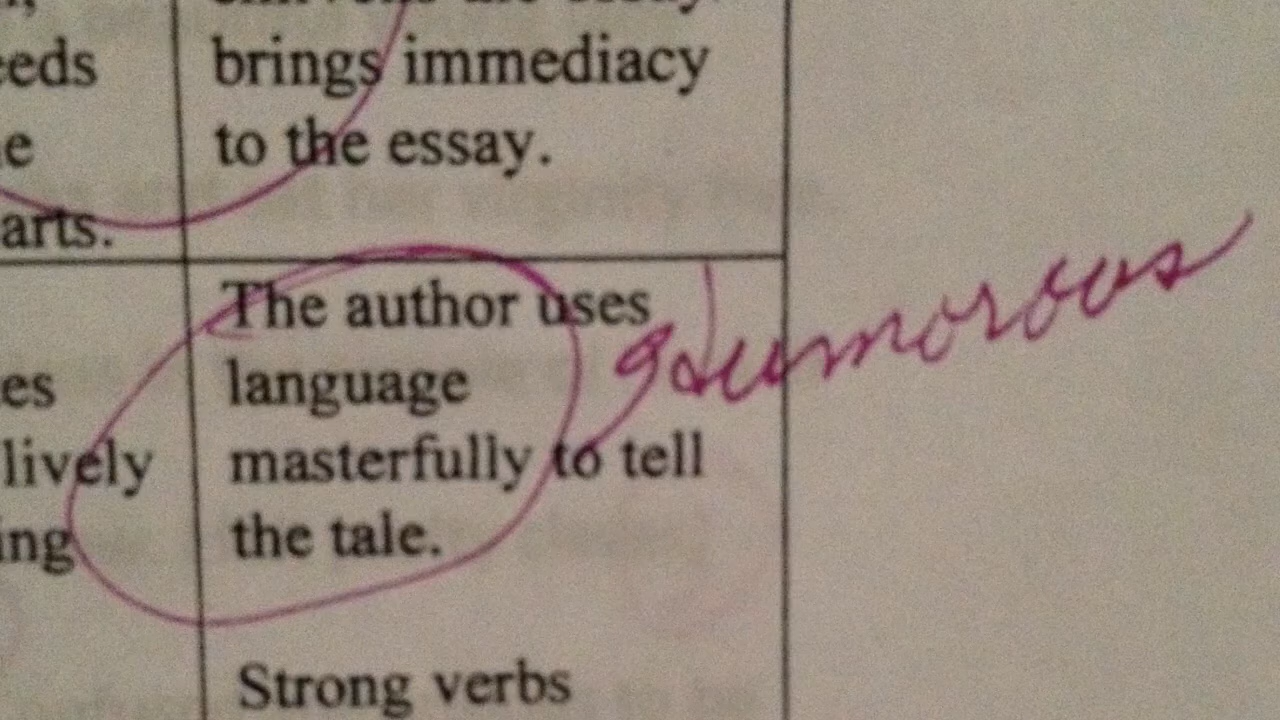 eeds
e
arts.
brings immediacy
to the essay.
es
lively
ing
The author uses
language
masterfully to tell
the tale.
Strong verbs
Humorous